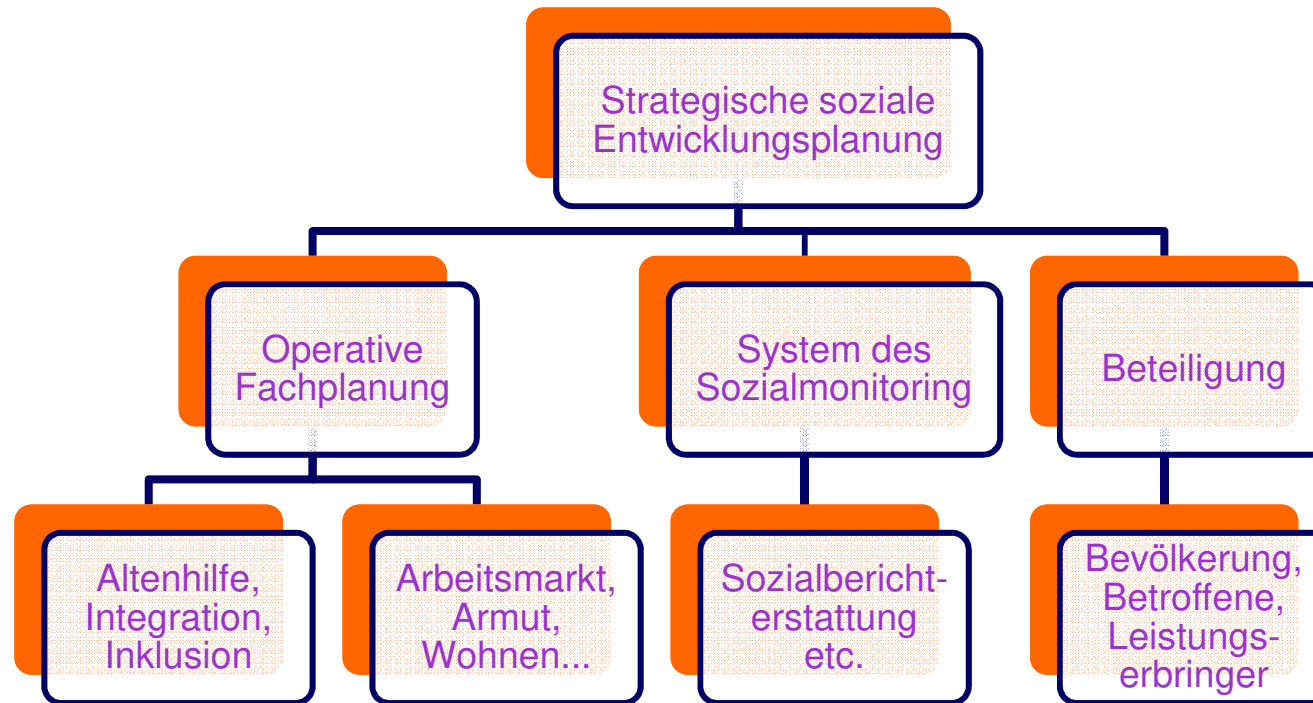 Strategische soziale
Entwicklungsplanung
Operative
Fachplanung
System des
Sozialmonitoring
Beteiligung
Altenhilfe,
Integration,
Inklusion
Arbeitsmarkt,
Armut,
Wohnen...
Sozialbericht-
erstattung
etc.
Bevölkerung,
Betroffene,
Leistungs-
erbringer